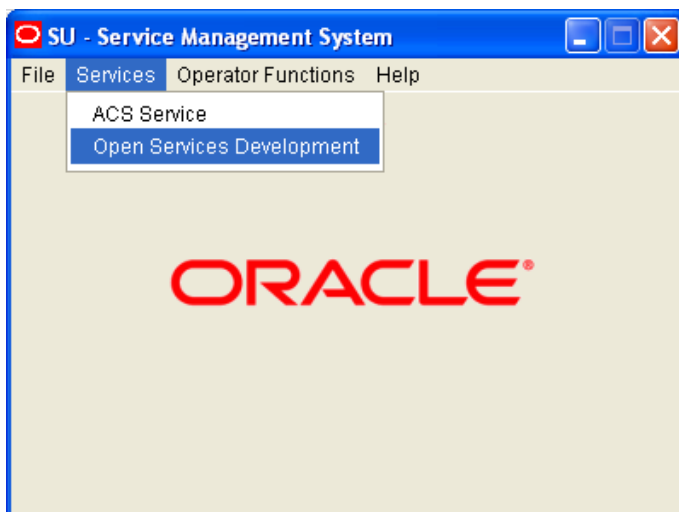 SU - Service Management System
File Services Operator Functions Help
ACS Service
Open Services Development
ORACLE®